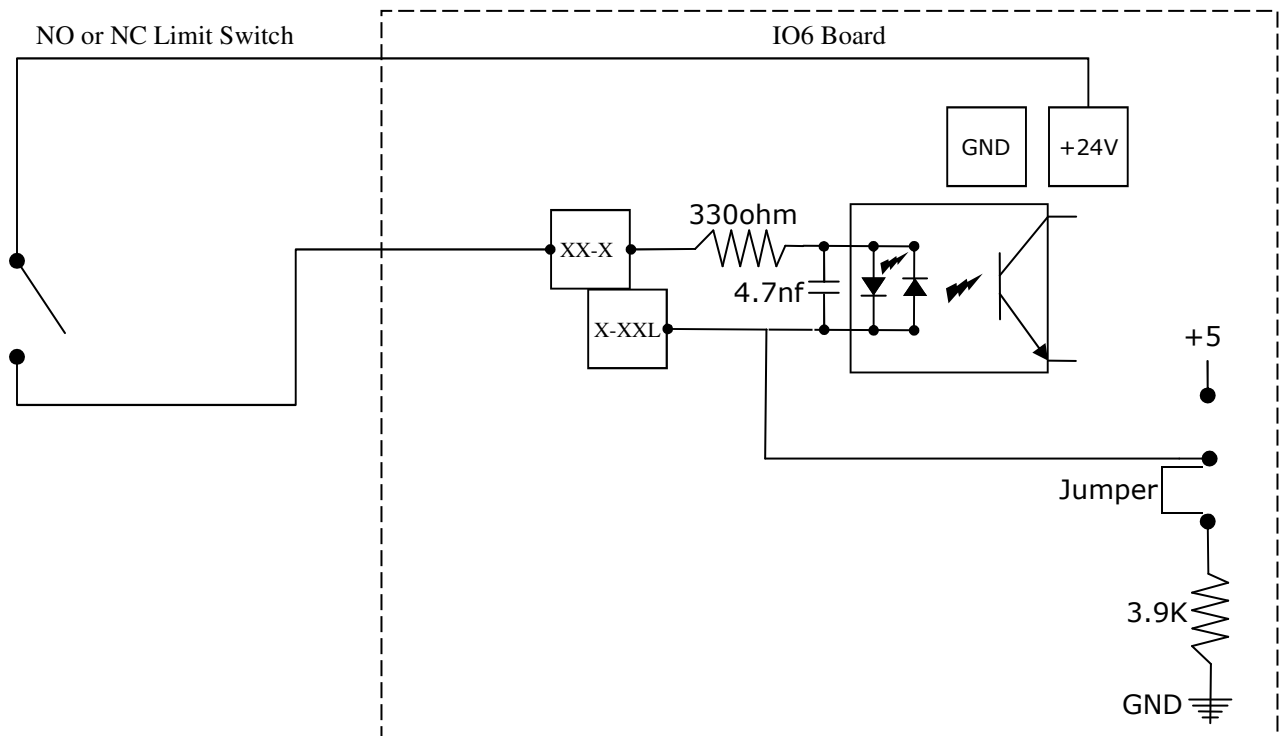 NO or NC Limit Switch
IO6 Board
GND
+24V
330ohm
XX-X
4.7nf
X-XXL
+5
Jumper
3.9K
GND